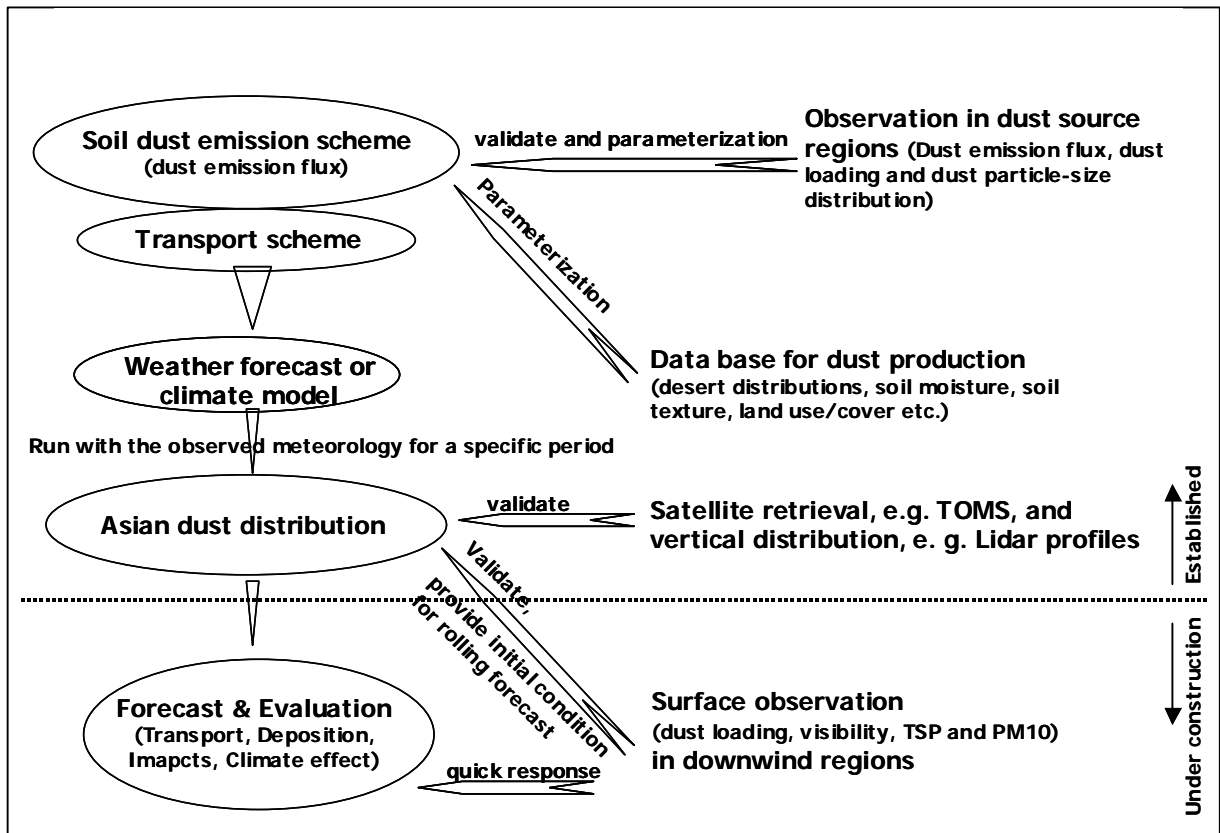 Soil dust emission scheme
(dust emission flux)
validate and parameterization
Observation in dust source
regions (Dust emission flux, dust
loading and dust particle-size
distribution)
Transport scheme
Parameterization
Weather forecast or
climate model
Data base for dust production
(desert distributions, soil moisture, soil
texture, land use/cover etc.)
Run with the observed meteorology for a specific period
Asian dust distribution
validate
Satellite retrieval, e.g. TOMS, and
vertical distribution, e. g. Lidar profiles
Established
Validate,
provide initial condition
for rolling forecast
Under construction
Forecast & Evaluation
(Transport, Deposition,
Imapcts, Climate effect)
quick response
Surface observation
(dust loading, visibility, TSP and PM10)
in downwind regions